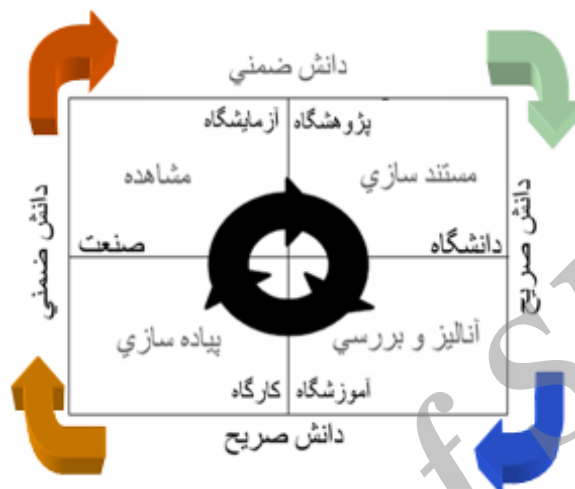 دانش ضمني
پژوهشگاه
آزمايشگاه
مستند سازي
مشاهده
دانش صريح
دانش ضمني
دانشگاه
صنعت
آناليز و بررسي
پياده سازي
آموزشگاه
كارگاه
دانش صريح